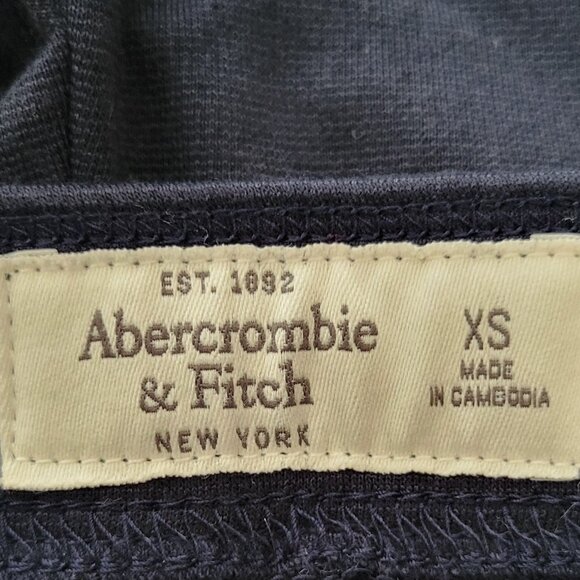 EST. 1892
Abercrombie
& Fitch
NEW YORK
XS
MADE
IN CAMBODIA